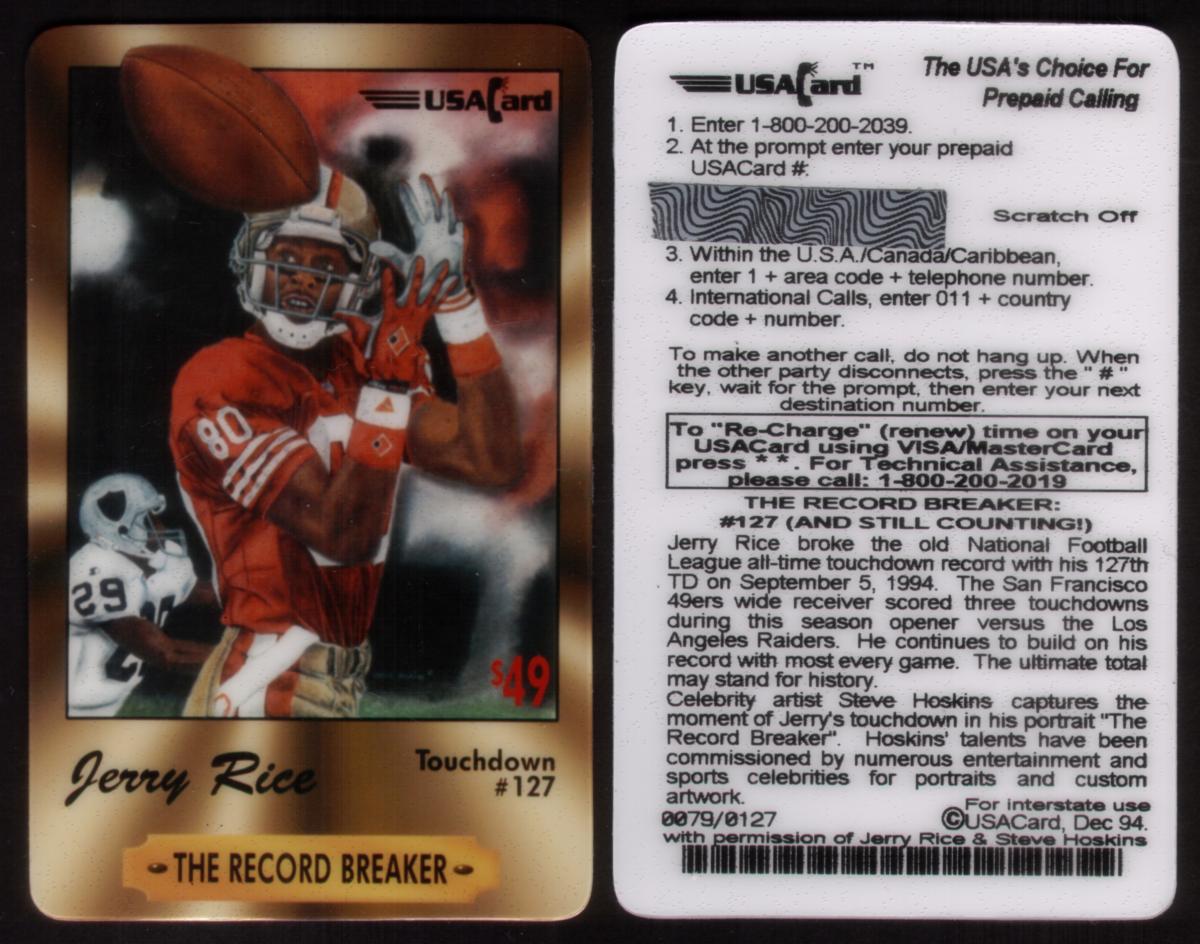 USACard
80
29
$49
Jerry Rice
Touchdown
#127
THE RECORD BREAKER
USACard™
The USA's Choice For
Prepaid Calling
1. Enter 1-800-200-2039.
2. At the prompt enter your prepaid
USACard #:
Scratch Off
3. Within the U.S.A./Canada/Caribbean,
enter 1 + area code + telephone number.
4. International Calls, enter 011 + country
code + number.
To make another call, do not hang up. When
the other party disconnects, press the " # "
key, wait for the prompt, then enter your next
destination number.
To "Re-Charge" (renew) time on your
USACard using VISA/MasterCard
press * *. For Technical Assistance,
please call: 1-800-200-2019
THE RECORD BREAKER:
#127 (AND STILL COUNTING!)
Jerry Rice broke the old National Football
League all-time touchdown record with his 127th
TD on September 5, 1994. The San Francisco
49ers wide receiver scored three touchdowns
during this season opener versus the Los
Angeles Raiders. He continues to build on his
record with most every game. The ultimate total
may stand for history.
Celebrity artist Steve Hoskins captures the
moment of Jerry's touchdown in his portrait "The
Record Breaker". Hoskins' talents have been
commissioned by numerous entertainment and
sports celebrities for portraits and custom
artwork.
For interstate use
0079/0127
©USACard, Dec 94.
with permission of Jerry Rice & Steve Hoskins